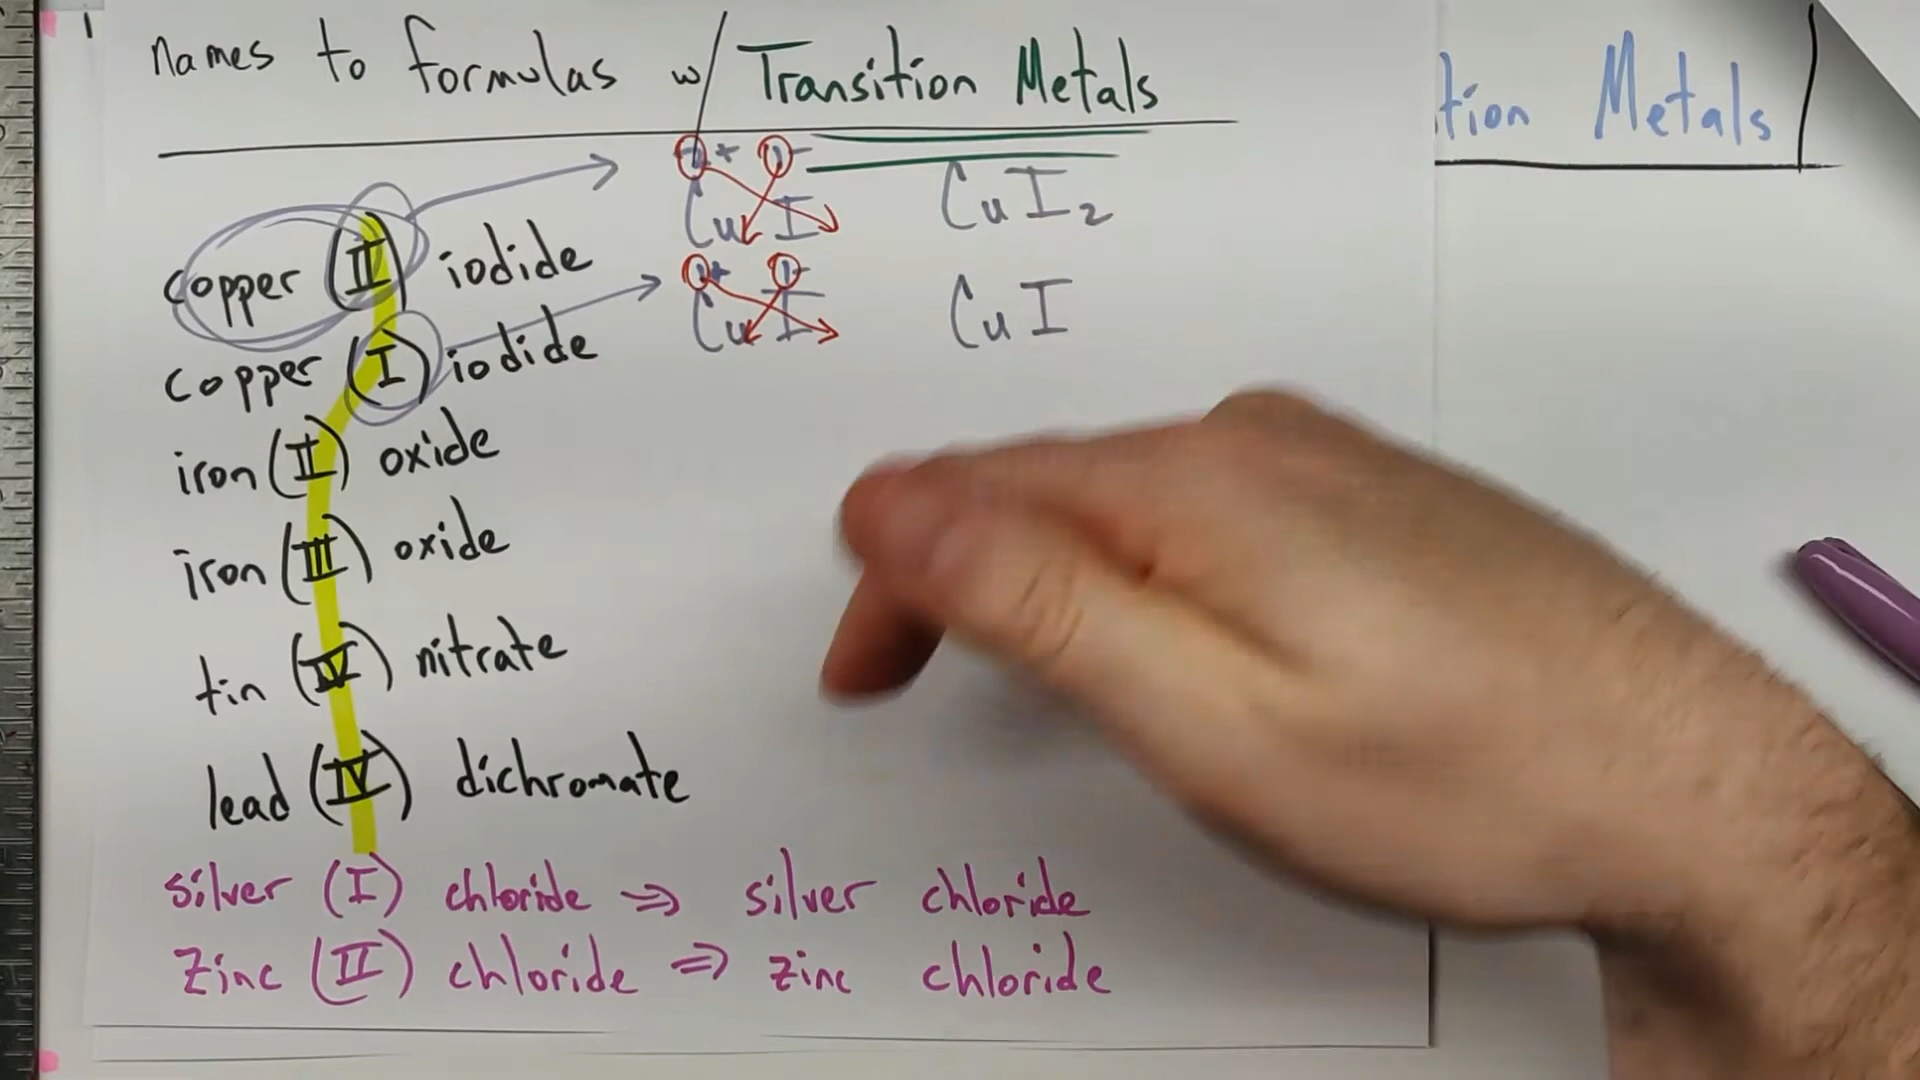 Names to formulas w/ Transition Metals
tion Metals
copper (II) iodide Cu I CuI₂
copper (I) iodide 1+ 1- Cu I CuI
iron (II) oxide
iron (III) oxide
tin (IV) nitrate
lead (IV) dichromate
silver (I) chloride ⇒ silver chloride
Zinc (II) chloride ⇒ zinc chloride